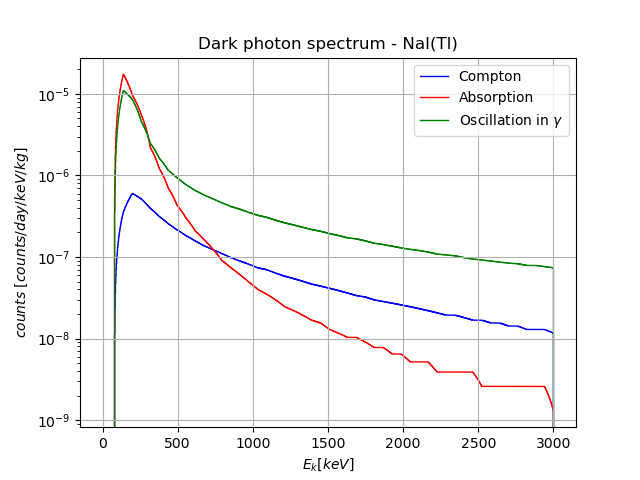 Dark photon spectrum - NaI(Tl)
Compton
Absorption
Oscillation in γ
counts [counts/day/keV/kg]
10⁻⁵
10⁻⁶
10⁻⁷
10⁻⁸
10⁻⁹
0 500 1000 1500 2000 2500 3000
E_k[keV]